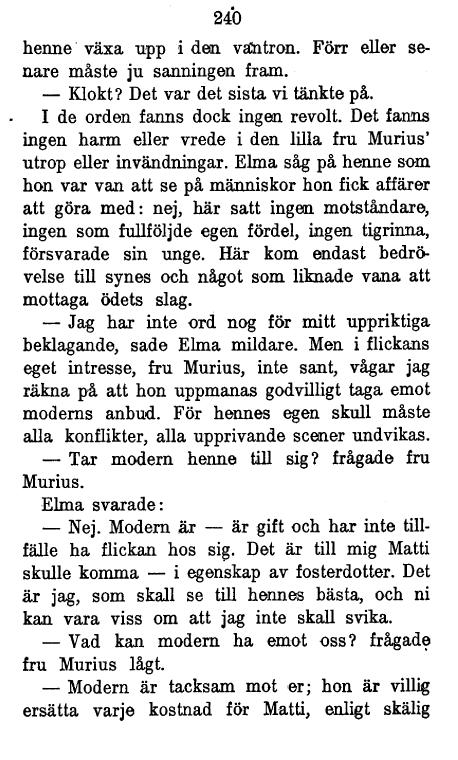 240
henne växa upp i den vantron. Förr eller se-
nare måste ju sanningen fram.
— Klokt? Det var det sista vi tänkte på.
I de orden fanns dock ingen revolt. Det fanns
ingen harm eller vrede i den lilla fru Murius'
utrop eller invändningar. Elma såg på henne som
hon var van att se på människor hon fick affärer
att göra med: nej, här satt ingen motståndare,
ingen som fullföljde egen fördel, ingen tigrinna,
försvarade sin unge. Här kom endast bedrö-
velse till synes och något som liknade vana att
mottaga ödets slag.
— Jag har inte ord nog för mitt uppriktiga
beklagande, sade Elma mildare. Men i flickans
eget intresse, fru Murius, inte sant, vågar jag
räkna på att hon uppmanas godvilligt taga emot
moderns anbud. För hennes egen skull måste
alla konflikter, alla upprivande scener undvikas.
— Tar modern henne till sig? frågade fru
Murius.
Elma svarade:
— Nej. Modern är — är gift och har inte till-
fälle ha flickan hos sig. Det är till mig Matti
skulle komma — i egenskap av fosterdotter. Det
är jag, som skall se till hennes bästa, och ni
kan vara viss om att jag inte skall svika.
— Vad kan modern ha emot oss? frågade
fru Murius lågt.
— Modern är tacksam mot er; hon är villig
ersätta varje kostnad för Matti, enligt skälig